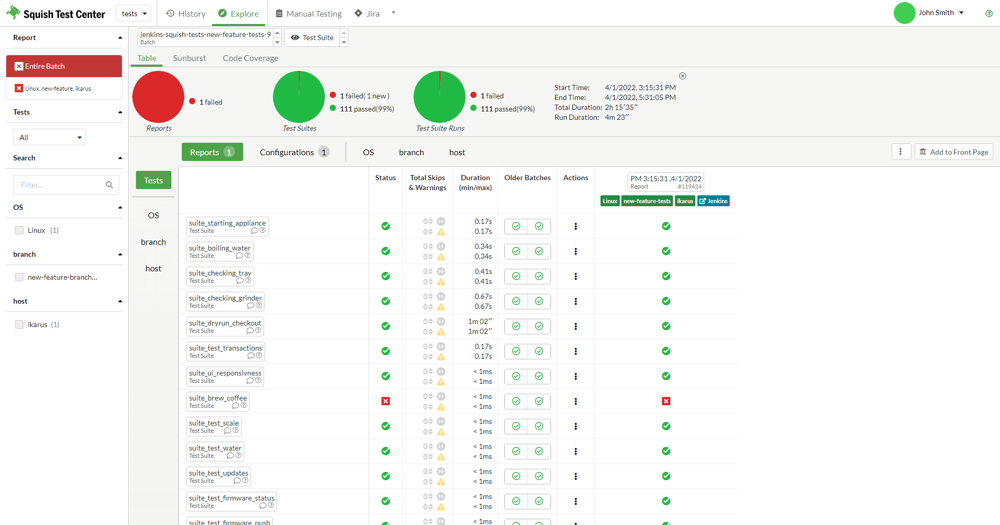 Squish Test Center
tests
History
Explore
Manual Testing
Jira
John Smith
Report
Entire Batch
Linux, new-feature, ikarus
Tests
All
Search
Filter...
OS
Linux (1)
branch
new-feature-branch...
host
ikarus (1)
jenkins-squish-tests-new-feature-tests-9
Batch
Test Suite
Table
Sunburst
Code Coverage
1 failed
Reports
1 failed( 1 new )
111 passed(99%)
Test Suites
1 failed
111 passed(99%)
Test Suite Runs
Start Time: 4/1/2022, 3:15:31 PM
End Time: 4/1/2022, 5:31:05 PM
Total Duration: 2h 15′35″
Run Duration: 4m 23″
Reports 1
Configurations 1
OS
branch
host
Add to Front Page
Tests
OS
branch
host
Status
Total Skips
& Warnings
Duration
(min/max)
Older Batches
Actions
PM 3:15:31 ,4/1/2022
Report #119424
Linux new-feature-tests ikarus Jenkins
suite_starting_appliance
Test Suite
0
0
0.17s
0.17s
suite_boiling_water
Test Suite
0
0
0.34s
0.34s
suite_checking_tray
Test Suite
0
0
0.41s
0.41s
suite_checking_grinder
Test Suite
0
0
0.67s
0.67s
suite_dryrun_checkout
Test Suite
0
0
1m 02″
1m 02″
suite_test_transactions
Test Suite
0
0
0.17s
0.17s
suite_ui_responsivness
Test Suite
0
0
< 1ms
< 1ms
suite_brew_coffee
Test Suite
0
0
< 1ms
< 1ms
suite_test_scale
Test Suite
0
0
< 1ms
< 1ms
suite_test_water
Test Suite
0
0
< 1ms
< 1ms
suite_test_updates
Test Suite
0
0
< 1ms
< 1ms
suite_test_firmware_status
Test Suite
0
0
< 1ms
< 1ms
suite_test_firmware_push
0
< 1ms